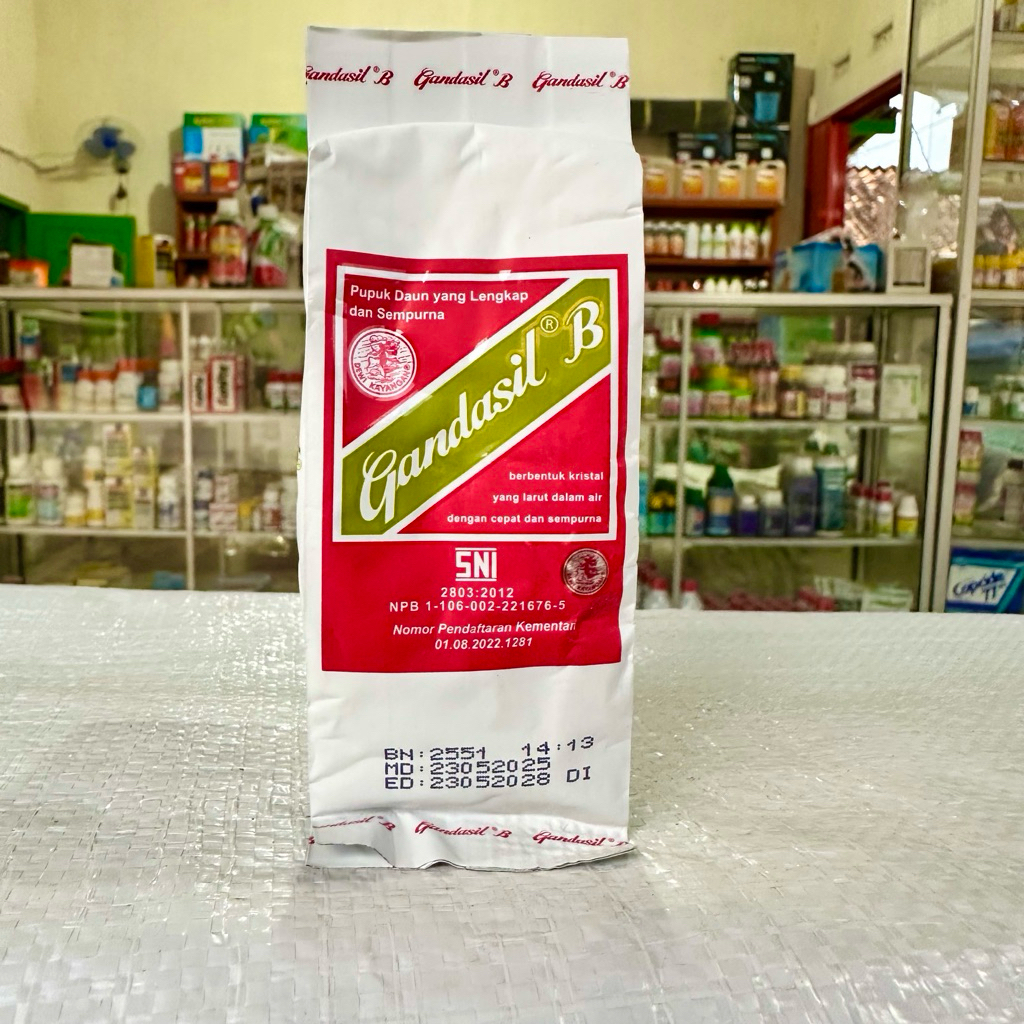 Gandasil® B Gandasil® B Gandasil® B
Pupuk Daun yang Lengkap
dan Sempurna
DEWI KAYANGAN
Gandasil® B
berbentuk kristal
yang larut dalam air
dengan cepat dan sempurna
SNI
2803:2012
NPB 1-106-002-221676-5
Nomor Pendaftaran Kementan
01.08.2022.1281
BN:2551 14:13
MD:23052025
ED:23052028 DI
Gandasil® B Gandasil® B Gandasil® B